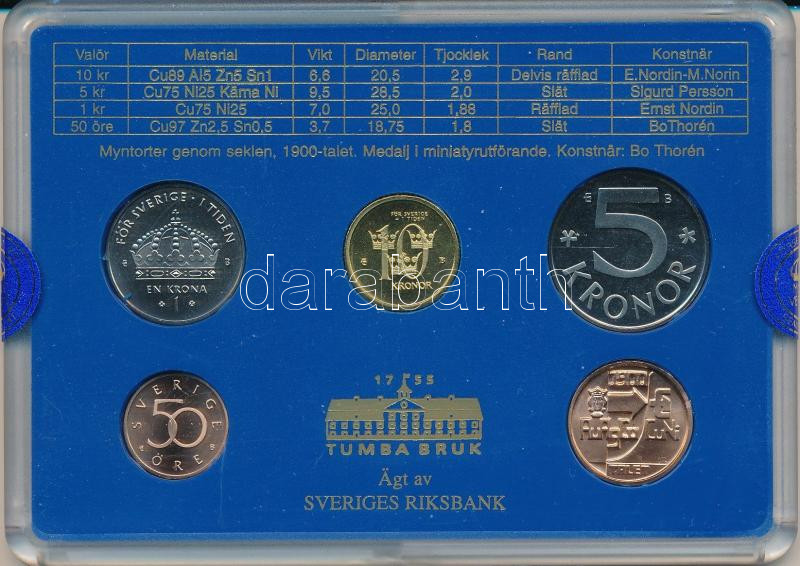 Valör Material Vikt Diameter Tjocklek Rand Konstnär
10 kr Cu89 Al5 Zn5 Sn1 6,6 20,5 2,9 Delvis räfflad E.Nordin-M.Norin
5 kr Cu75 Ni25 Kärna Ni 9,5 28,5 2,0 Slät Sigurd Persson
1 kr Cu75 Ni25 7,0 25,0 1,88 Räfflad Ernst Nordin
50 öre Cu97 Zn2,5 Sn0,5 3,7 18,75 1,8 Slät Bo Thorén
Myntorter genom seklen, 1900-talet. Medalj i miniatyrutförande. Konstnär: Bo Thorén
FÖR SVERIGE · I TIDEN
B
EN KRONA
1
FÖR SVERIGE
I TIDEN
10
E B
KRONOR
E B
5
KRONOR
darabanth
SVERIGE
50
ÖRE
B
1755
TUMBA BRUK
Ägt av
SVERIGES RIKSBANK
1900
TALET